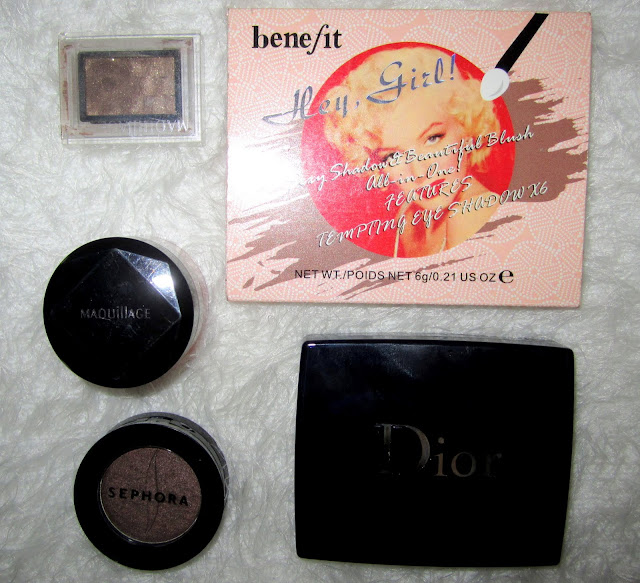 benefit
Hey, Girl!
Shadow & Beautiful Blush
All-in-One!
FEATURES
TEMPTING EYE SHADOW X6
NET WT./POIDS NET 6g/0.21 US OZ e
MAQuillAGE
SEPHORA
Dior